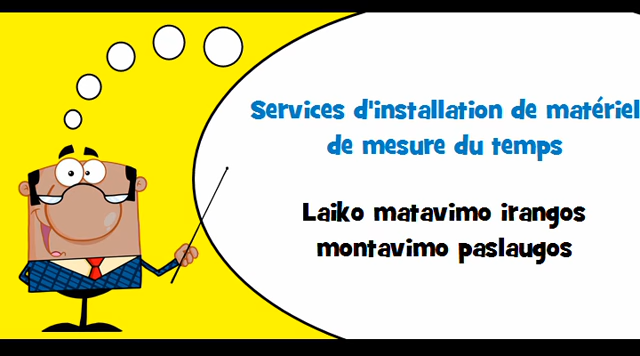 Services d'installation de matériel
de mesure du temps
Laiko matavimo įrangos
montavimo paslaugos